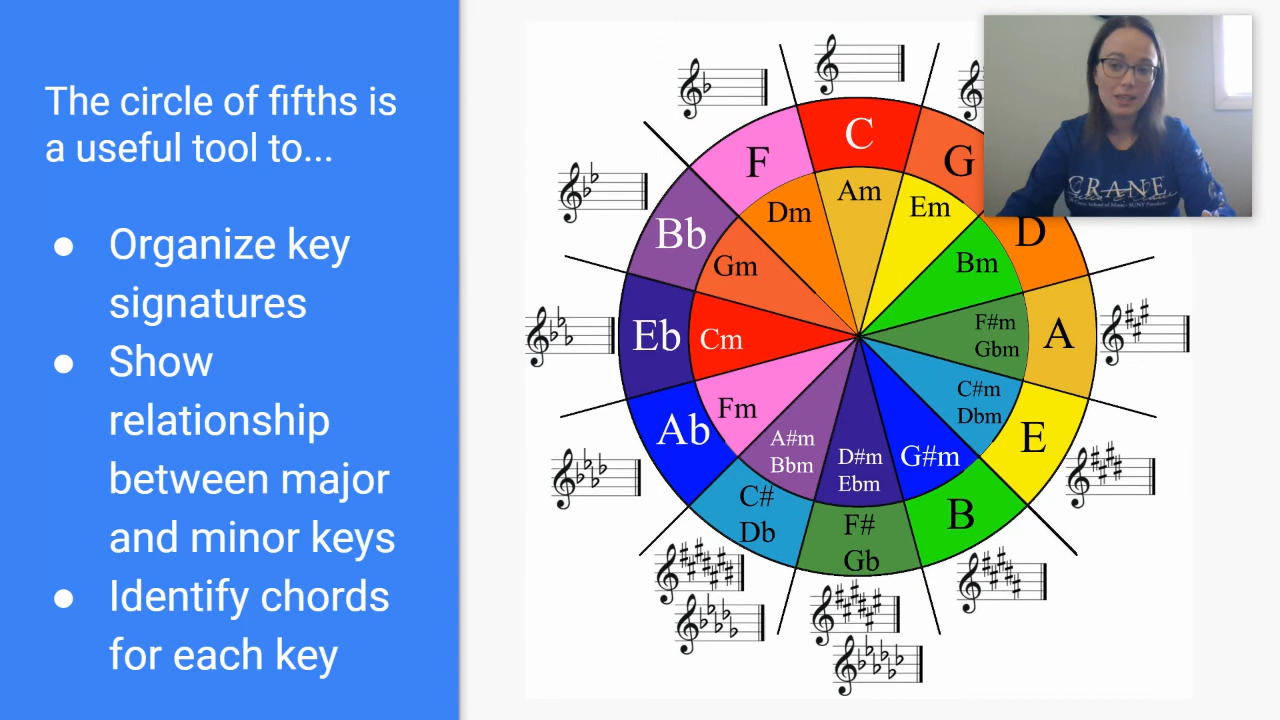 The circle of fifths is
a useful tool to...
● Organize key
signatures
● Show
relationship
between major
and minor keys
● Identify chords
for each key
C
G
D
A
E
B
F#
Gb
C#
Db
Ab
Eb
Bb
F
Am
Em
Bm
F#m
Gbm
C#m
Dbm
G#m
D#m
Ebm
A#m
Bbm
Fm
Cm
Gm
Dm
CRANE